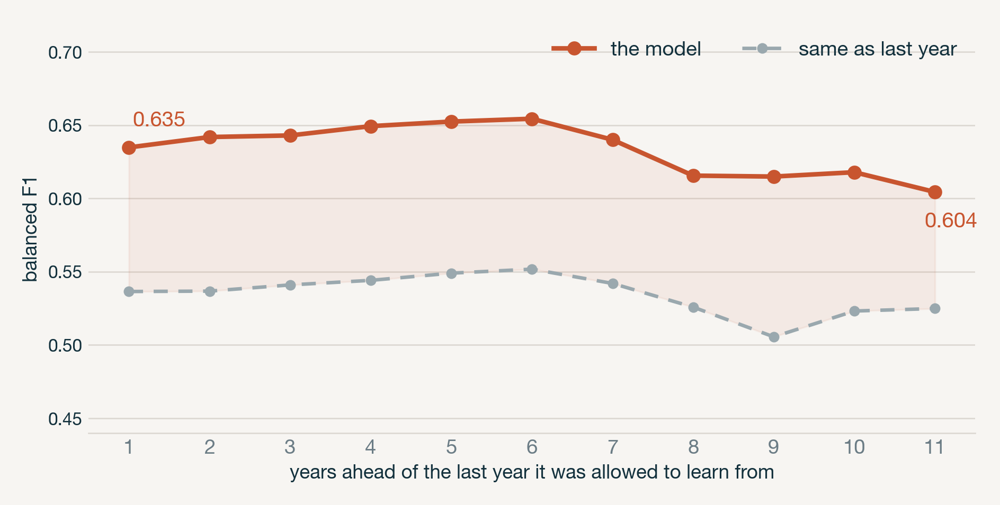 the model
same as last year
0.70
0.65
0.60
0.55
0.50
0.45
balanced F1
0.635
0.604
1 2 3 4 5 6 7 8 9 10 11
years ahead of the last year it was allowed to learn from